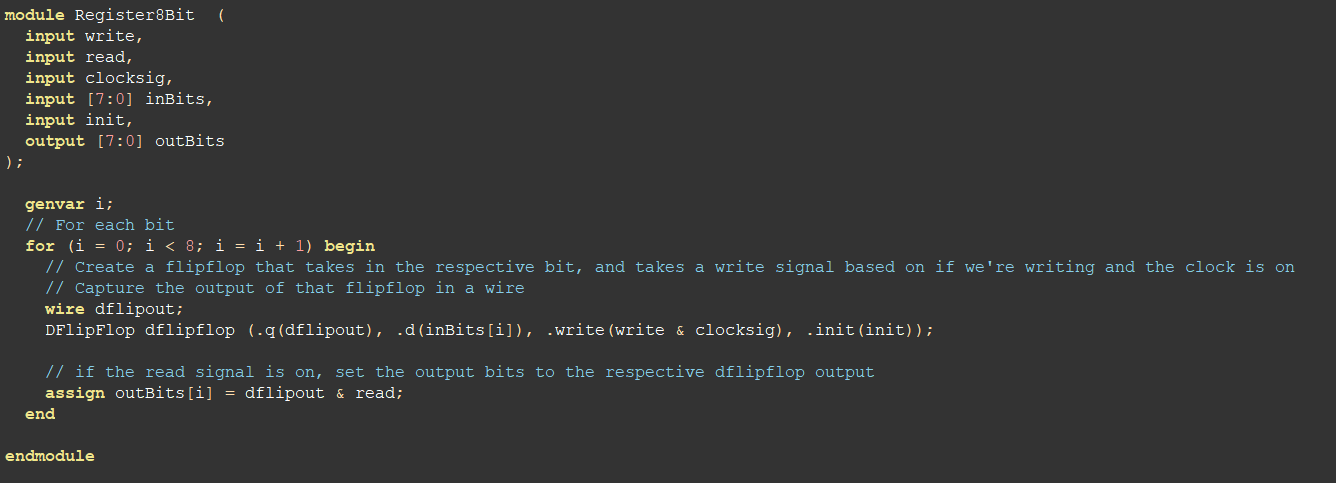 module Register8Bit  (
  input write,
  input read,
  input clocksig,
  input [7:0] inBits,
  input init,
  output [7:0] outBits
);

  genvar i;
  // For each bit
  for (i = 0; i < 8; i = i + 1) begin
    // Create a flipflop that takes in the respective bit, and takes a write signal based on if we're writing and the clock is on
    // Capture the output of that flipflop in a wire
    wire dflipout;
    DFlipFlop dflipflop (.q(dflipout), .d(inBits[i]), .write(write & clocksig), .init(init));

    // if the read signal is on, set the output bits to the respective dflipflop output
    assign outBits[i] = dflipout & read;
  end

endmodule